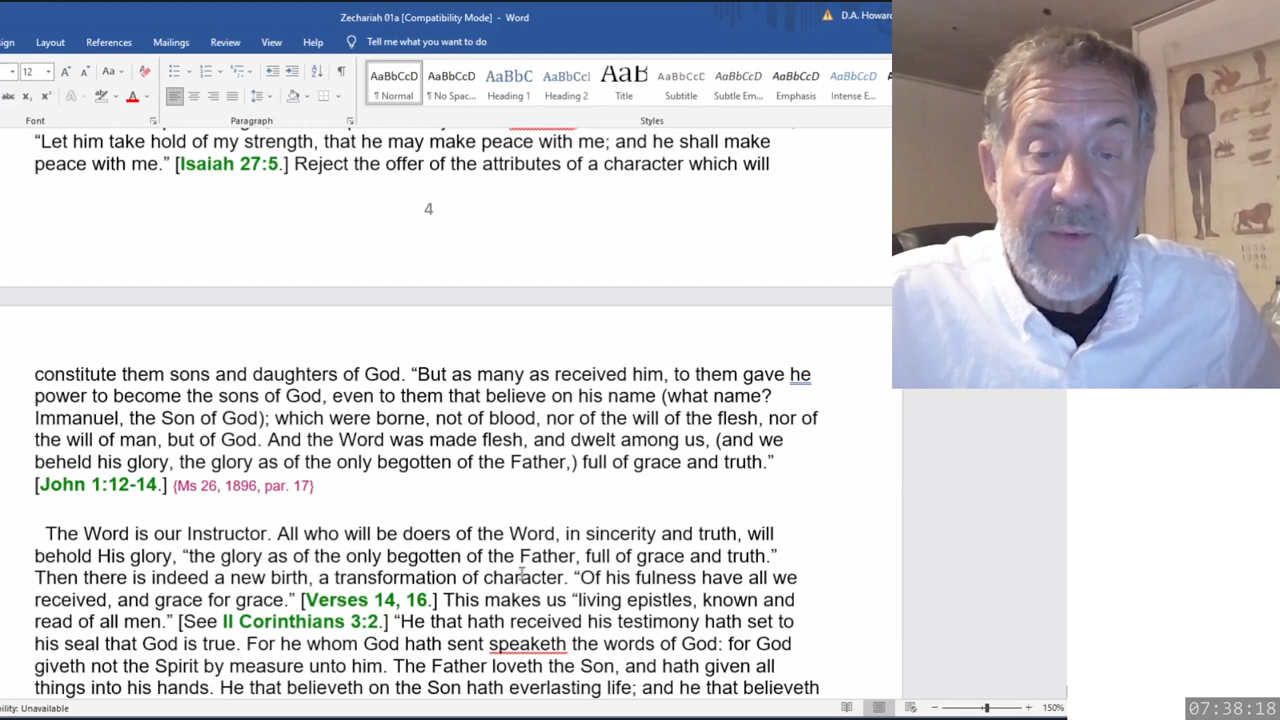 Zechariah 01a [Compatibility Mode] - Word
D.A. Howard
sign Layout References Mailings Review View Help Tell me what you want to do
12 Aa
abc x₂ x² A A
AaBbCcD AaBbCcD AaBbC AaBbCcI AaB AaBbCcD AaBbCcD AaBbCcD AaBbCcD
¶ Normal ¶ No Spac... Heading 1 Heading 2 Title Subtitle Subtle Em... Emphasis Intense E...
Font Paragraph Styles
“Let him take hold of my strength, that he may make peace with me; and he shall make
peace with me.” [Isaiah 27:5.] Reject the offer of the attributes of a character which will
4
constitute them sons and daughters of God. “But as many as received him, to them gave he
power to become the sons of God, even to them that believe on his name (what name?
Immanuel, the Son of God); which were borne, not of blood, nor of the will of the flesh, nor of
the will of man, but of God. And the Word was made flesh, and dwelt among us, (and we
beheld his glory, the glory as of the only begotten of the Father,) full of grace and truth.”
[John 1:12-14.] {Ms 26, 1896, par. 17}
The Word is our Instructor. All who will be doers of the Word, in sincerity and truth, will
behold His glory, “the glory as of the only begotten of the Father, full of grace and truth.”
Then there is indeed a new birth, a transformation of character. “Of his fulness have all we
received, and grace for grace.” [Verses 14, 16.] This makes us “living epistles, known and
read of all men.” [See II Corinthians 3:2.] “He that hath received his testimony hath set to
his seal that God is true. For he whom God hath sent speaketh the words of God: for God
giveth not the Spirit by measure unto him. The Father loveth the Son, and hath given all
things into his hands. He that believeth on the Son hath everlasting life; and he that believeth
bility: Unavailable
150%
07:38:18